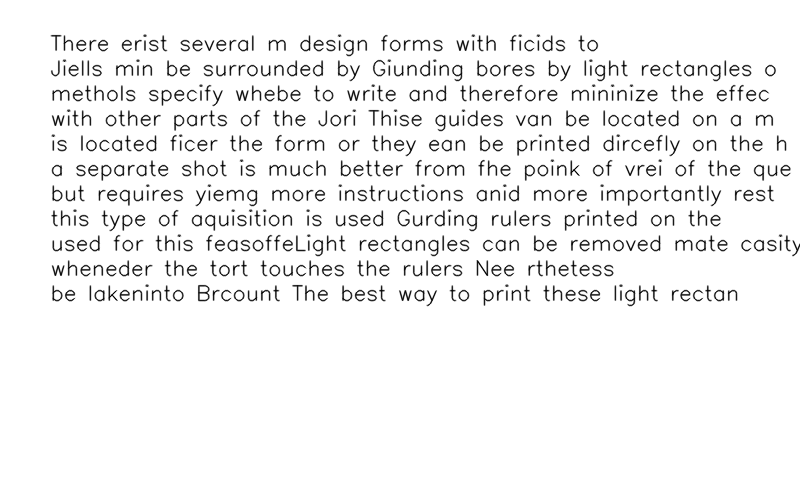 There erist several m design forms with ficids to
Jiells min be surrounded by Giunding bores by light rectangles o
methols specify whebe to write and therefore mininize the effec
with other parts of the Jori Thise guides van be located on a m
is located ficer the form or they ean be printed dircefly on the h
a separate shot is much better from fhe poink of vrei of the que
but requires yiemg more instructions anid more importantly rest
this type of aquisition is used Gurding rulers printed on the
used for this feasoffeLight rectangles can be removed mate casity
wheneder the tort touches the rulers Nee rthetess
be lakeninto Brcount The best way to print these light rectan